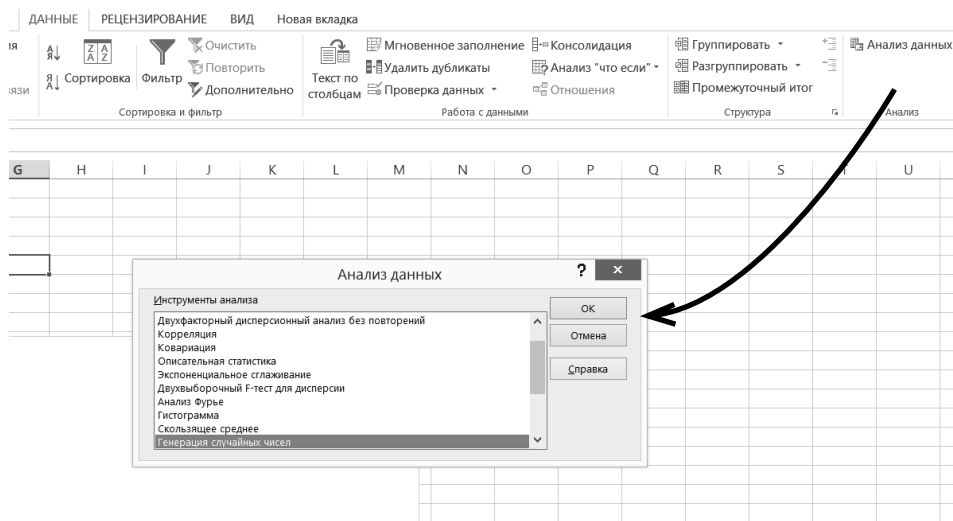 ДАННЫЕ РЕЦЕНЗИРОВАНИЕ ВИД Новая вкладка
Сортировка
Фильтр
Очистить
Повторить
Дополнительно
Сортировка и фильтр
Текст по столбцам
Мгновенное заполнение
Удалить дубликаты
Проверка данных
Консолидация
Анализ "что если"
Отношения
Работа с данными
Группировать
Разгруппировать
Промежуточный итог
Структура
Анализ данных
Анализ
G H I J K L M N O P Q R S T U
Анализ данных ? ×
Инструменты анализа
Двухфакторный дисперсионный анализ без повторений
Корреляция
Ковариация
Описательная статистика
Экспоненциальное сглаживание
Двухвыборочный F-тест для дисперсии
Анализ Фурье
Гистограмма
Скользящее среднее
Генерация случайных чисел
ОК
Отмена
Справка